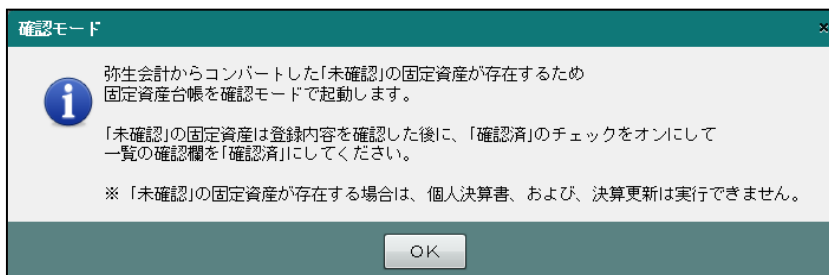 確認モード
弥生会計からコンバートした「未確認」の固定資産が存在するため
固定資産台帳を確認モードで起動します。
「未確認」の固定資産は登録内容を確認した後に、「確認済」のチェックをオンにして
一覧の確認欄を「確認済」にしてください。
※「未確認」の固定資産が存在する場合は、個人決算書、および、決算更新は実行できません。
OK